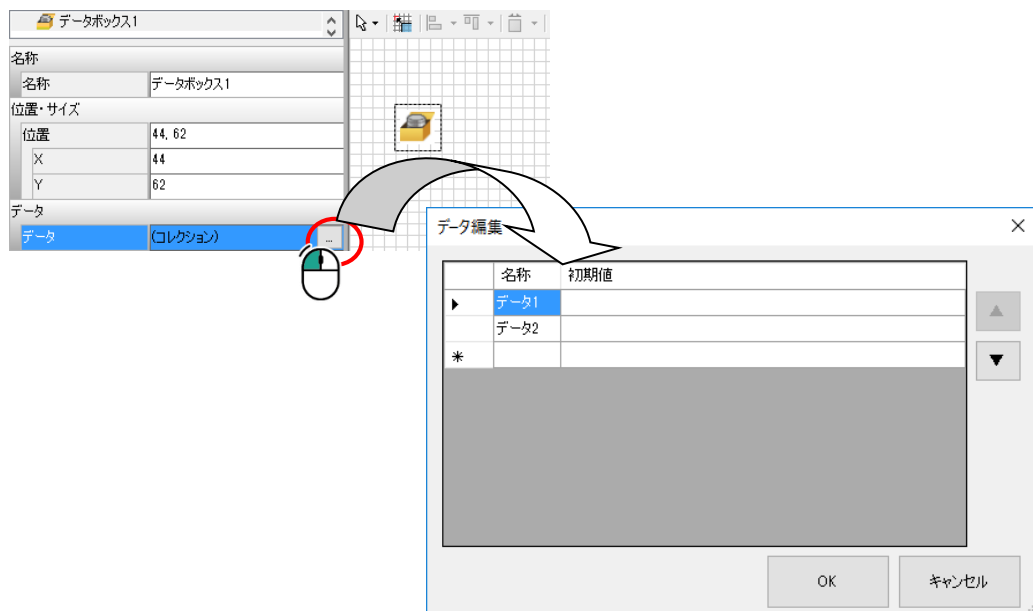 データボックス1
名称
名称 データボックス1
位置・サイズ
位置 44, 62
X 44
Y 62
データ
データ (コレクション) ...
データ編集
名称 初期値
データ1
データ2
OK キャンセル